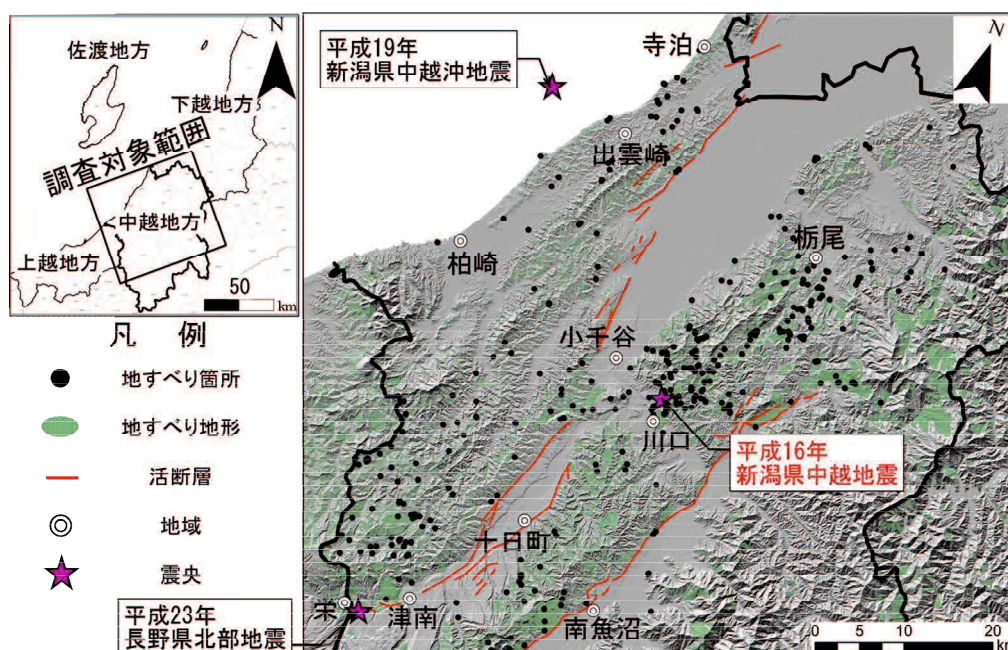 N
佐渡地方
下越地方
調査対象範囲
中越地方
上越地方
50
km
凡 例
地すべり箇所
地すべり地形
活断層
地域
震央
平成19年
新潟県中越沖地震
寺泊
N
出雲崎
柏崎
栃尾
小千谷
川口
平成16年
新潟県中越地震
十日町
栄
津南
南魚沼
平成23年
長野県北部地震
0 5 10 20